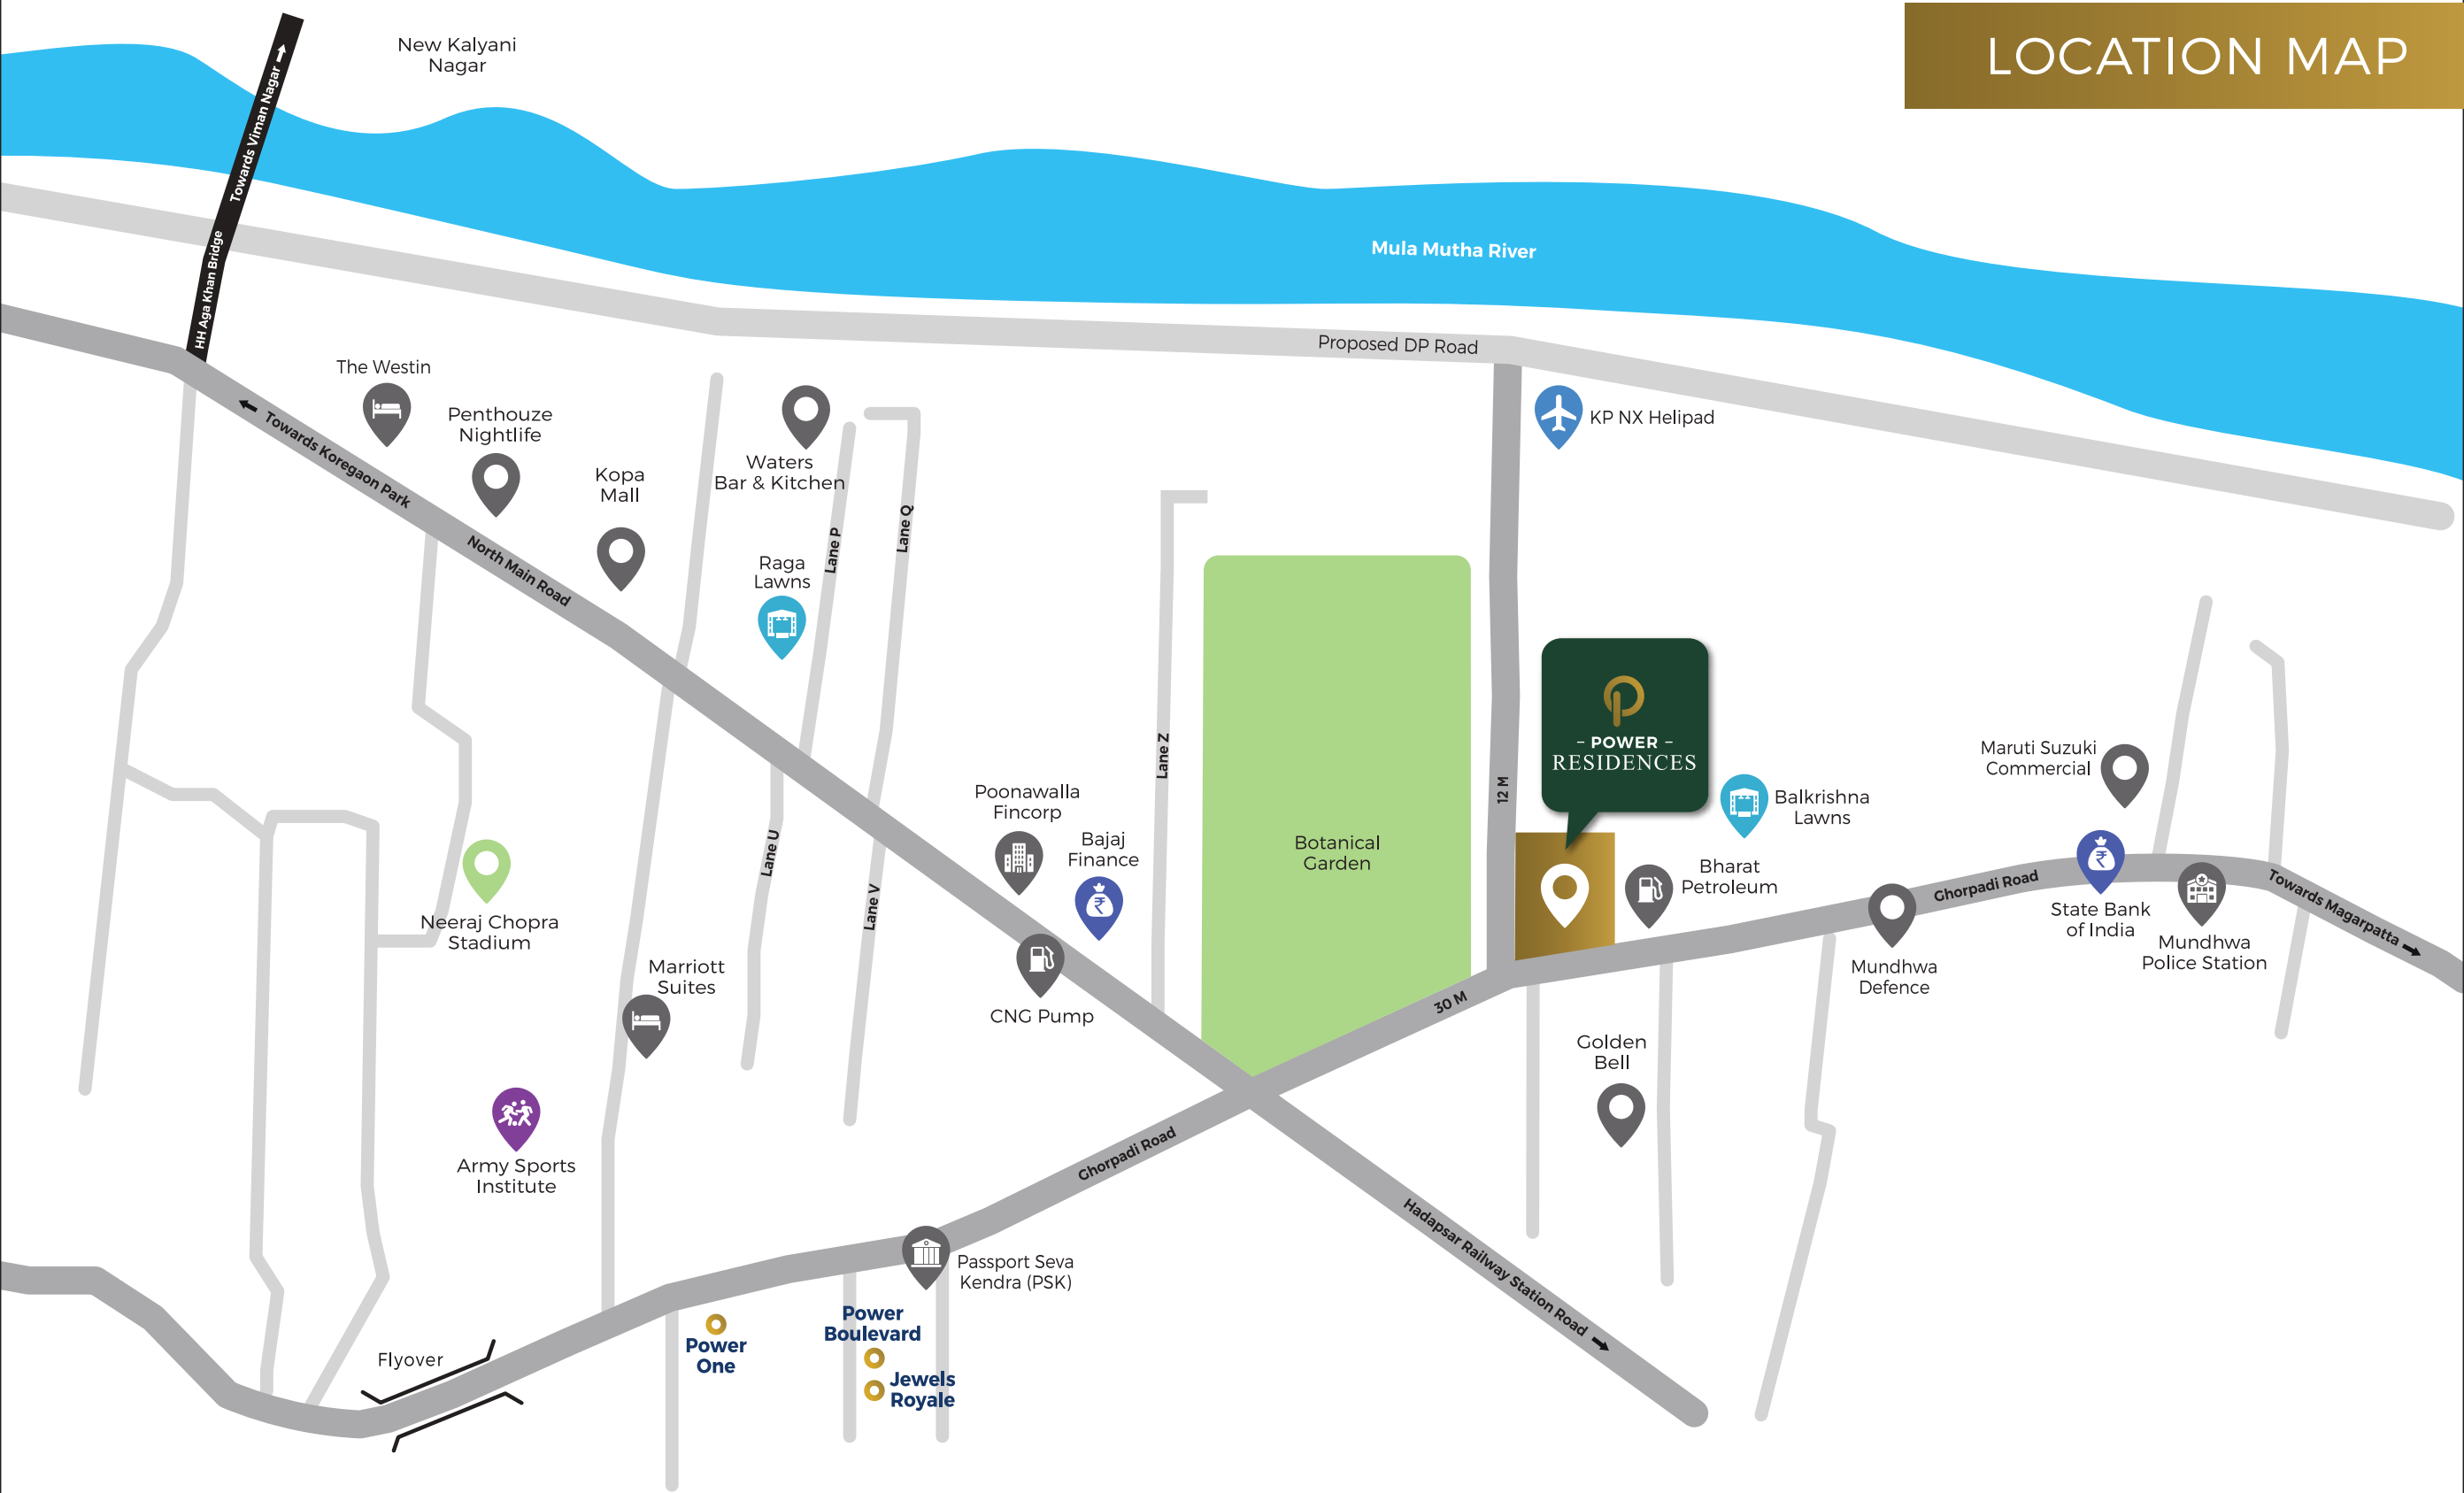 LOCATION MAP
New Kalyani
Nagar
Towards Viman Nagar
HH Aga Khan Bridge
Mula Mutha River
Proposed DP Road
The Westin
Penthouze
Nightlife
Towards Koregaon Park
North Main Road
Kopa
Mall
Waters
Bar & Kitchen
Raga
Lawns
Lane P
Lane Q
KP NX Helipad
Lane Z
12 M
POWER
RESIDENCES
Maruti Suzuki
Commercial
Balkrishna
Lawns
Poonawalla
Fincorp
Bajaj
Finance
Botanical
Garden
Lane U
Lane V
Bharat
Petroleum
Ghorpadi Road
State Bank
of India
Towards Magarpatta
Mundhwa
Police Station
Mundhwa
Defence
Neeraj Chopra
Stadium
Marriott
Suites
CNG Pump
30 M
Golden
Bell
Army Sports
Institute
Ghorpadi Road
Hadapsar Railway Station Road
Passport Seva
Kendra (PSK)
Power
Boulevard
Power
One
Jewels
Royale
Flyover